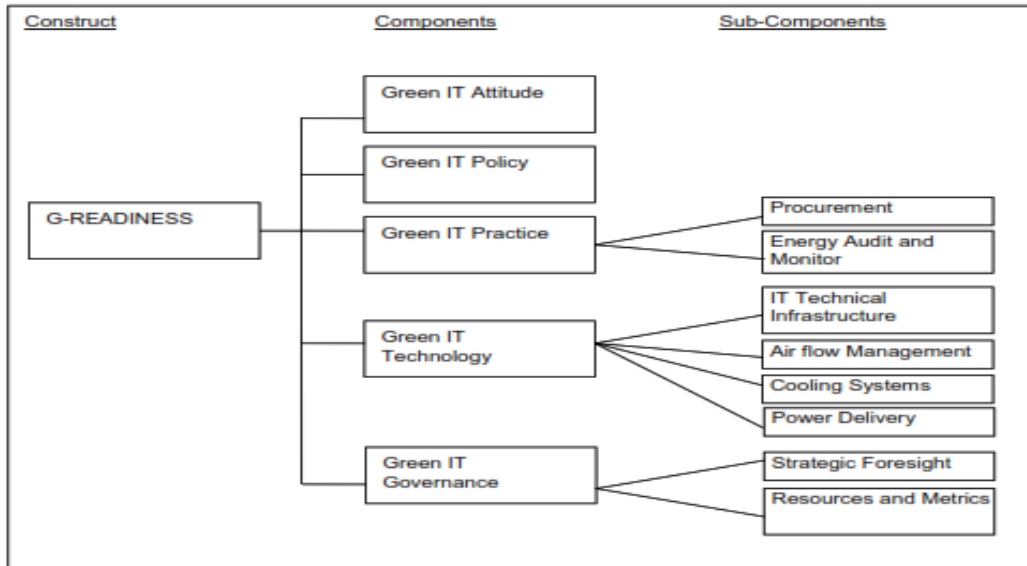 Construct
Components
Sub-Components
Green IT Attitude
Green IT Policy
G-READINESS
Green IT Practice
Procurement
Energy Audit and
Monitor
Green IT
Technology
IT Technical
Infrastructure
Air flow Management
Cooling Systems
Power Delivery
Green IT
Governance
Strategic Foresight
Resources and Metrics